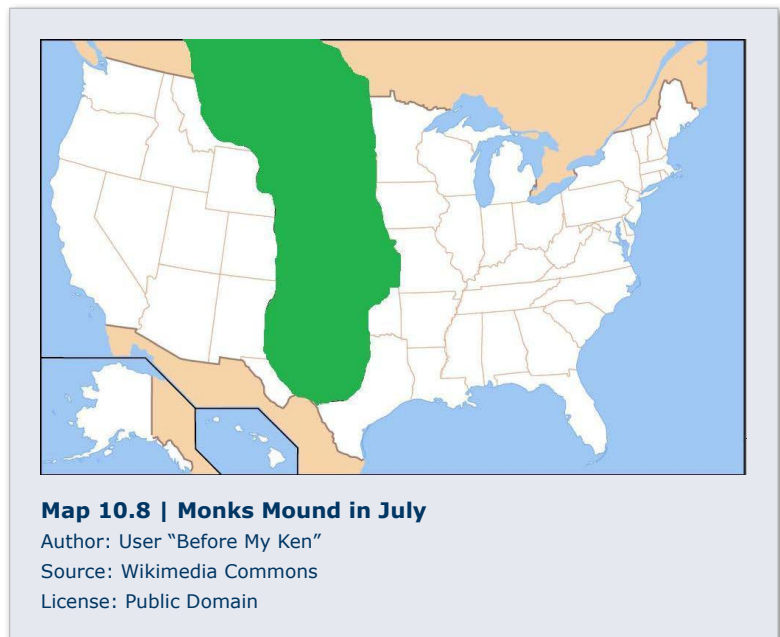 Map 10.8 | Monks Mound in July
Author: User “Before My Ken”
Source: Wikimedia Commons
License: Public Domain